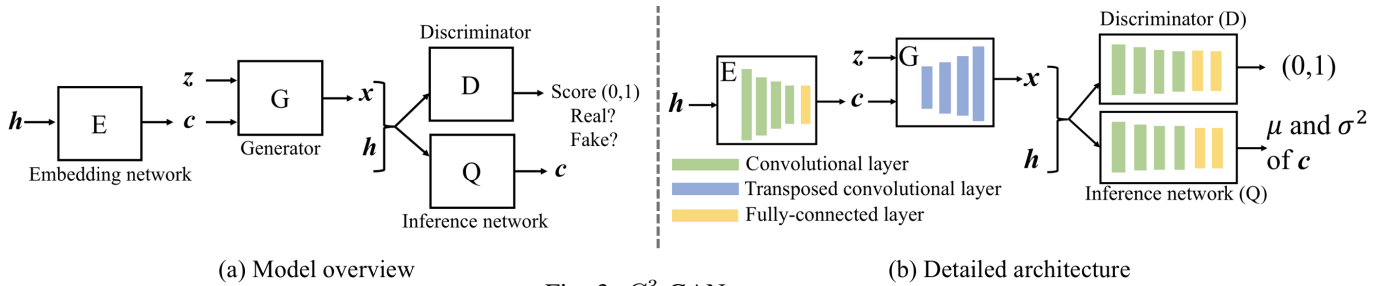 Discriminator
h
E
Embedding network
z
c
G
Generator
x
h
D
Score (0,1)
Real?
Fake?
Q
c
Inference network
(a) Model overview
Discriminator (D)
h
E
z
c
G
x
h
(0,1)
μ and σ²
of c
Inference network (Q)
Convolutional layer
Transposed convolutional layer
Fully-connected layer
(b) Detailed architecture